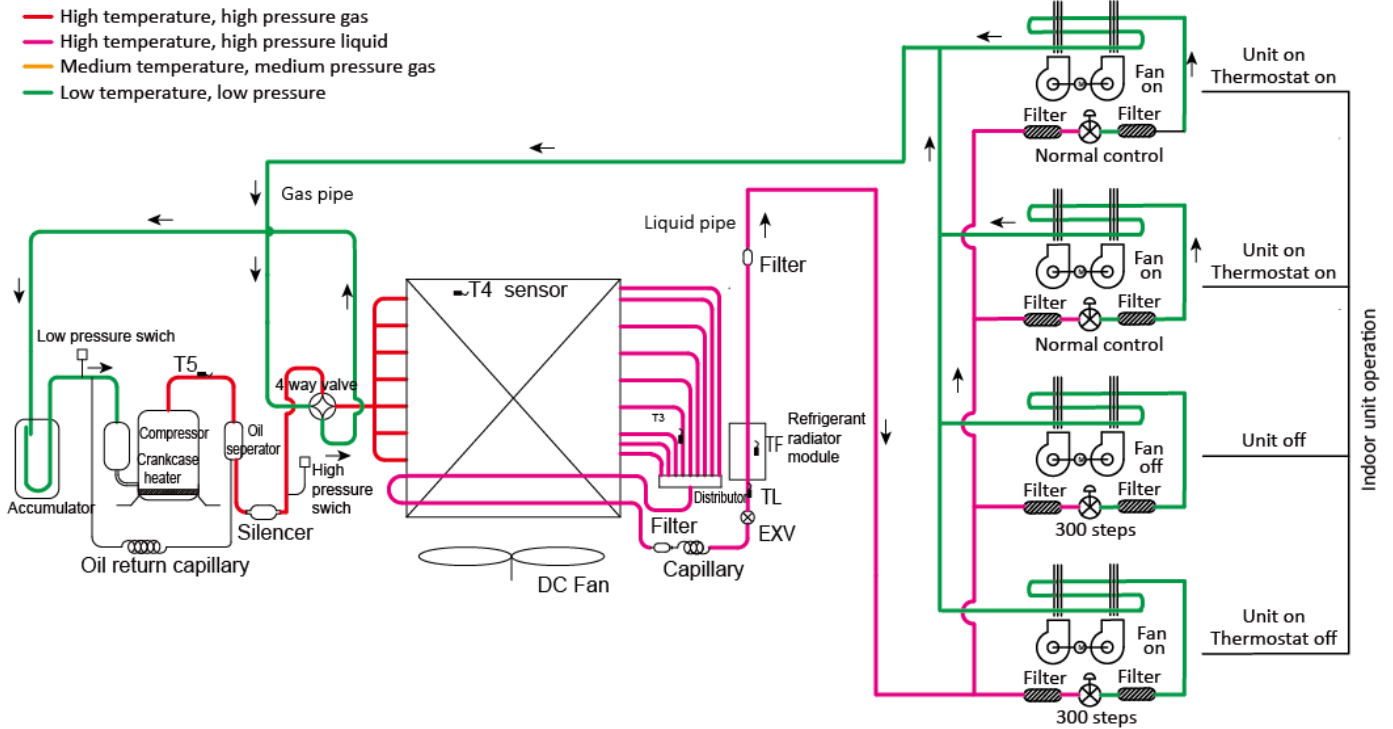 High temperature, high pressure gas
High temperature, high pressure liquid
Medium temperature, medium pressure gas
Low temperature, low pressure
Gas pipe
Low pressure swich
T5
4 way valve
Compressor
Crankcase
heater
Oil
seperator
High
pressure
swich
Accumulator
Silencer
Oil return capillary
T4 sensor
DC Fan
Liquid pipe
Filter
T3
TF
Refrigerant
radiator
module
Distributor
TL
EXV
Filter
Capillary
Fan
on
Filter
Filter
Normal control
Unit on
Thermostat on
Fan
on
Filter
Filter
Normal control
Unit on
Thermostat on
Fan
off
Filter
Filter
300 steps
Unit off
Fan
on
Filter
Filter
300 steps
Unit on
Thermostat off
Indoor unit operation